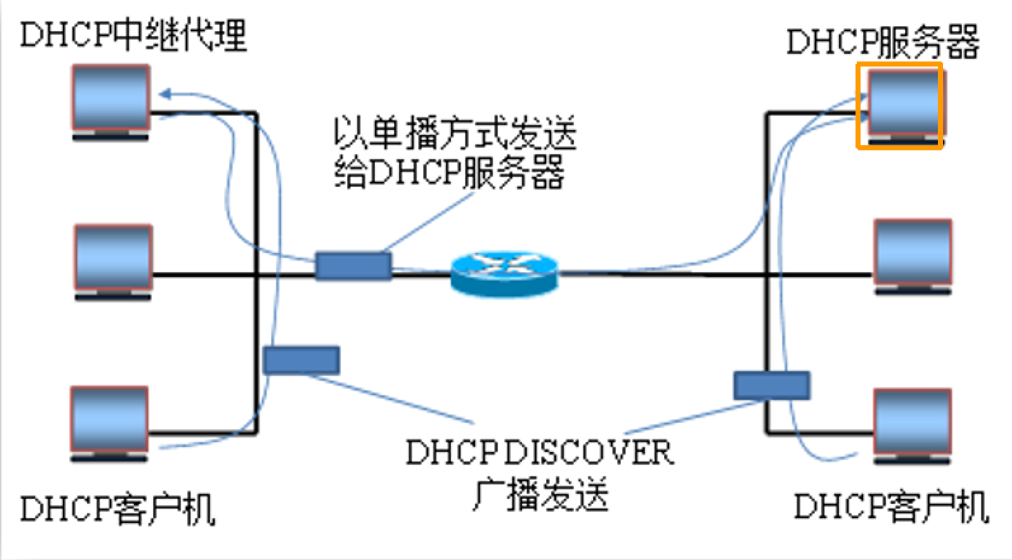 DHCP中继代理
DHCP服务器
以单播方式发送
给DHCP服务器
DHCP DISCOVER
广播发送
DHCP客户机
DHCP客户机